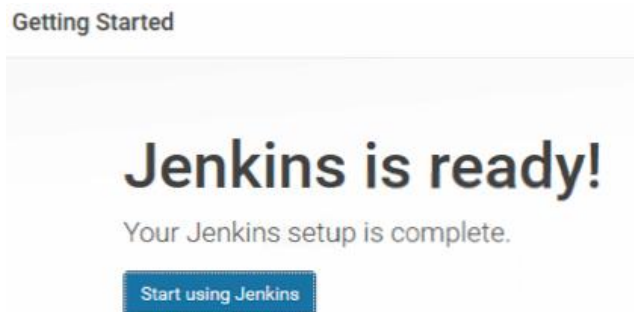 Getting Started
Jenkins is ready!
Your Jenkins setup is complete.
Start using Jenkins